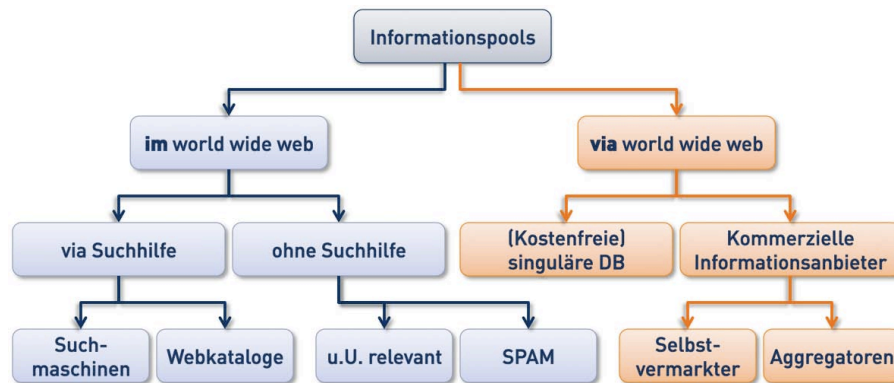 Informationspools
im world wide web
via world wide web
via Suchhilfe
ohne Suchhilfe
(Kostenfreie)
singuläre DB
Kommerzielle
Informationsanbieter
Such-
maschinen
Webkataloge
u.U. relevant
SPAM
Selbst-
vermarkter
Aggregatoren